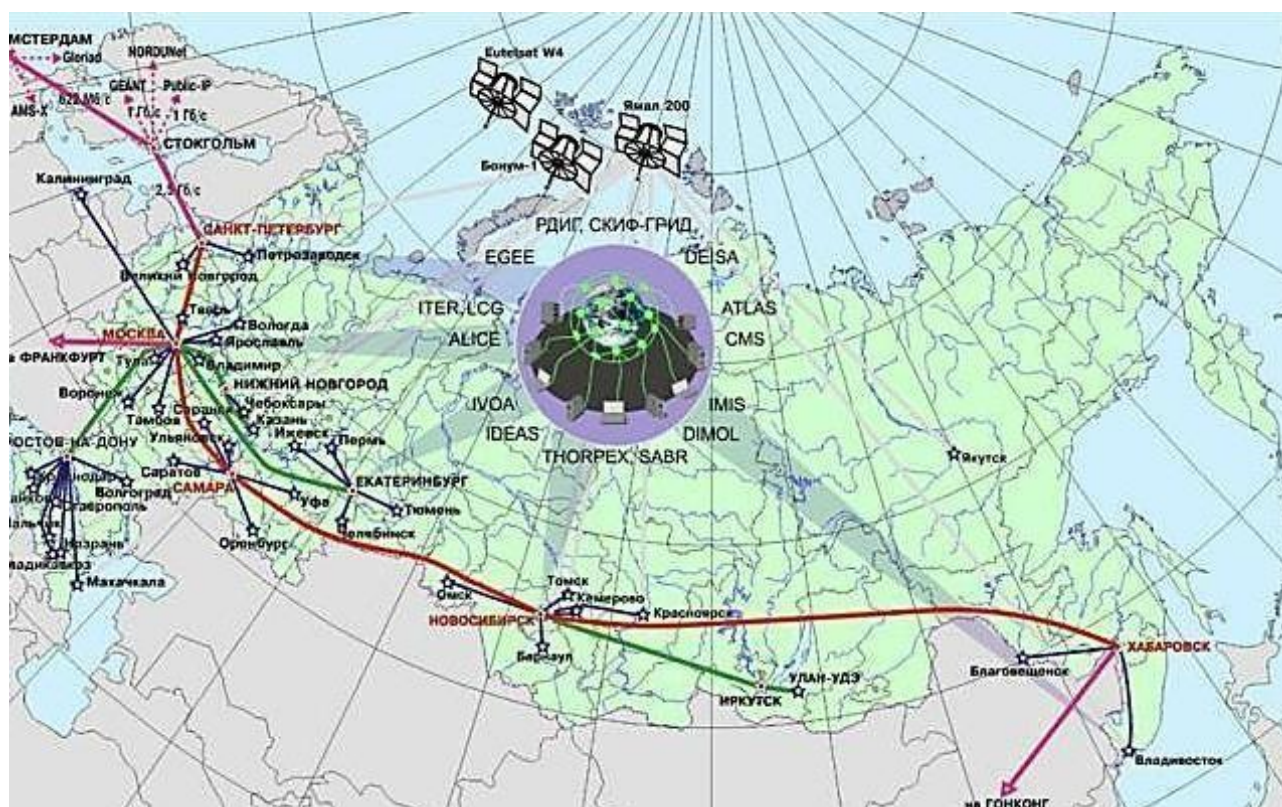 МСТЕРДАМ
Gloriad
NORDUNet
GEANT
Public-IP
AMS-X
622 Мб/с
1 Гб/с
1 Гб/с
СТОКГОЛЬМ
2,5 Гб/с
Eutelsat W4
Бонум-1
Ямал 200
Калининград
САНКТ-ПЕТЕРБУРГ
Петрозаводск
Великий Новгород
РДИГ, СКИФ-ГРИД,
EGEE
DEISA
ITER, LCG
ATLAS
ALICE
CMS
IVOA
IMIS
IDEAS
DIMOL
THORPEX, SABR
Тверь
Вологда
МОСКВА
Ярославль
а ФРАНКФУРТ
Тула
Владимир
НИЖНИЙ НОВГОРОД
Воронеж
Чебоксары
Тамбов
Саранск
Казань
Ульяновск
Ижевск
Пермь
РОСТОВ-НА-ДОНУ
Саратов
САМАРА
Краснодар
Волгоград
Ставрополь
Уфа
ЕКАТЕРИНБУРГ
Тюмень
Челябинск
Оренбург
Нальчик
Назрань
ладикавказ
Махачкала
Якутск
Омск
Томск
Кемерово
Красноярск
НОВОСИБИРСК
Барнаул
УЛАН-УДЭ
ИРКУТСК
Благовещенск
ХАБАРОВСК
Владивосток
на ГОНКОНГ